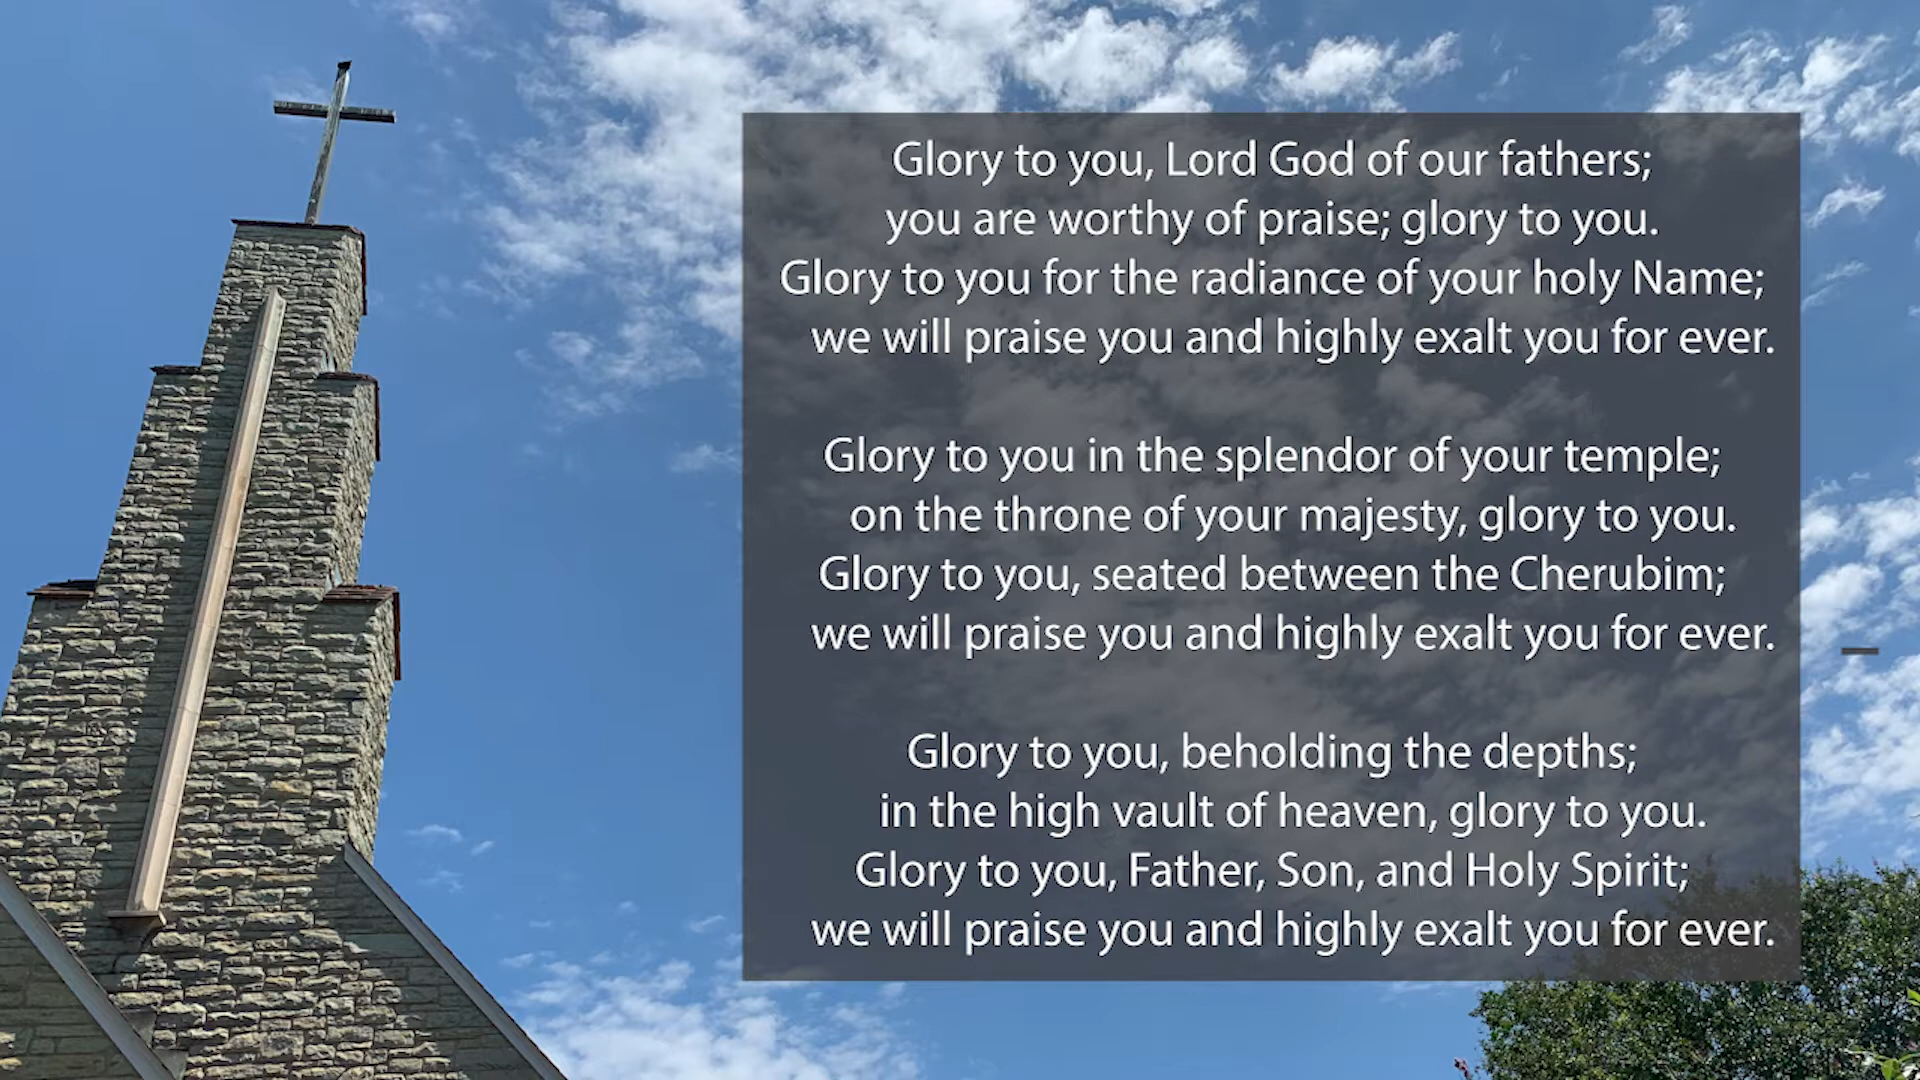 Glory to you, Lord God of our fathers;
you are worthy of praise; glory to you.
Glory to you for the radiance of your holy Name;
we will praise you and highly exalt you for ever.
Glory to you in the splendor of your temple;
on the throne of your majesty, glory to you.
Glory to you, seated between the Cherubim;
we will praise you and highly exalt you for ever.
Glory to you, beholding the depths;
in the high vault of heaven, glory to you.
Glory to you, Father, Son, and Holy Spirit;
we will praise you and highly exalt you for ever.